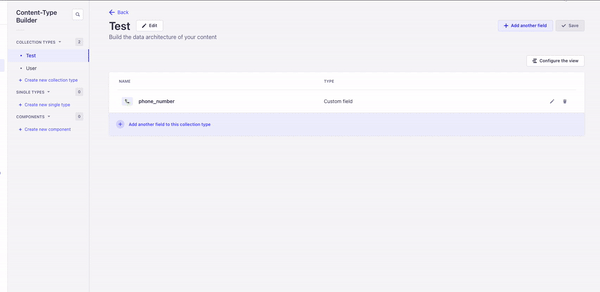 Content-Type
Builder
COLLECTION TYPES 2
Test
User
Create new collection type
SINGLE TYPES 0
Create new single type
COMPONENTS 0
Create new component
Back
Test Edit
Build the data architecture of your content
Add another field Save
Configure the view
NAME TYPE
phone_number Custom field
Add another field to this collection type